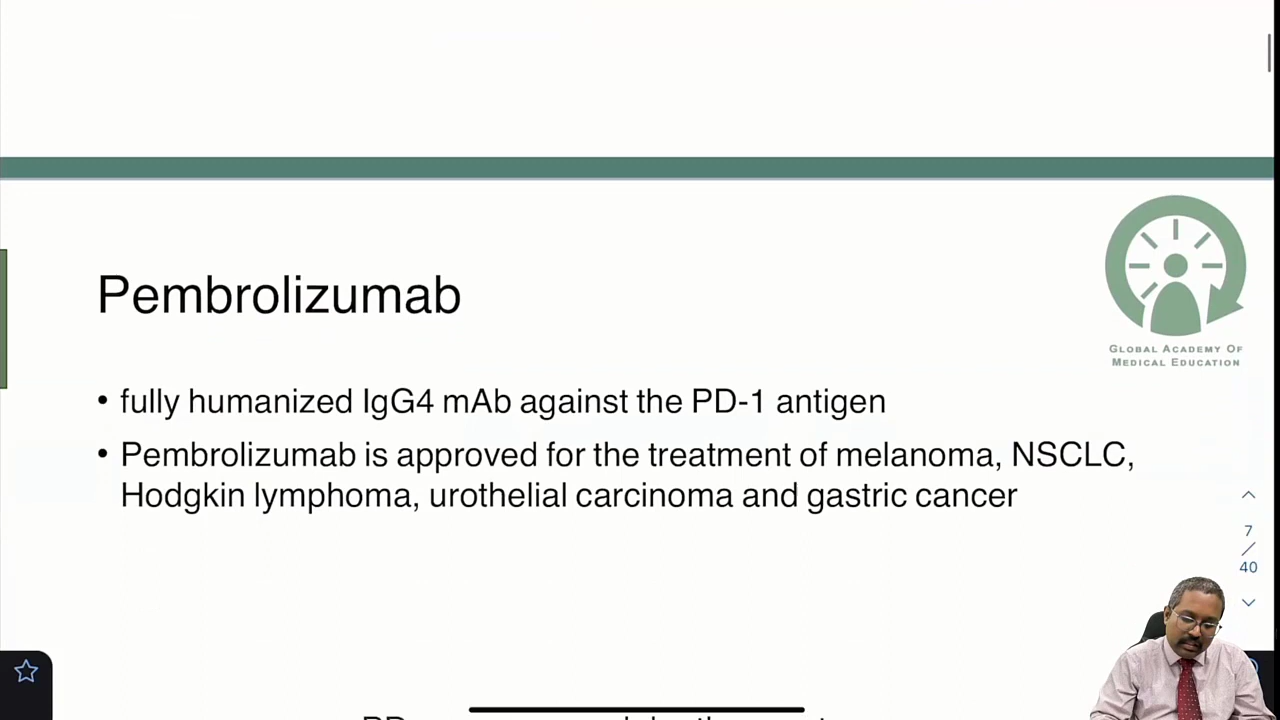 Pembrolizumab
GLOBAL ACADEMY OF
MEDICAL EDUCATION
• fully humanized IgG4 mAb against the PD-1 antigen
• Pembrolizumab is approved for the treatment of melanoma, NSCLC,
Hodgkin lymphoma, urothelial carcinoma and gastric cancer
7
/
40